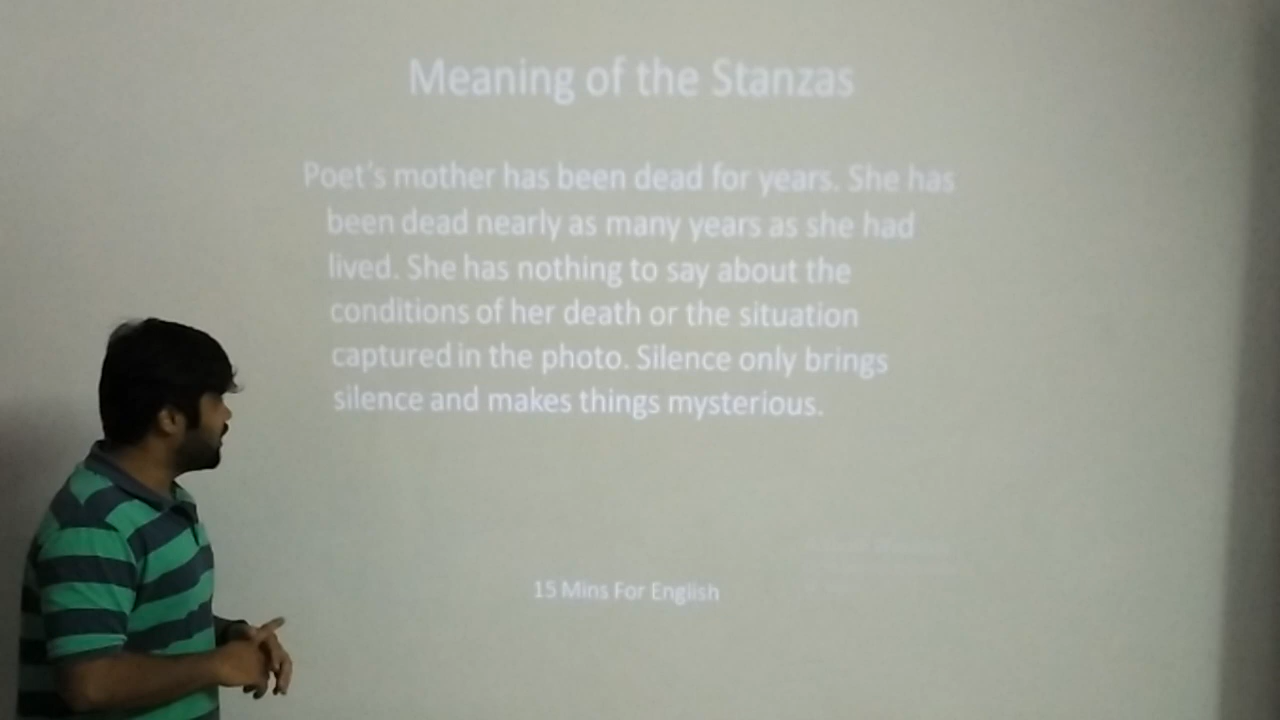 Meaning of the Stanzas
Poet's mother has been dead for years. She has
been dead nearly as many years as she had
lived. She has nothing to say about the
conditions of her death or the situation
captured in the photo. Silence only brings
silence and makes things mysterious.
15 Mins For English